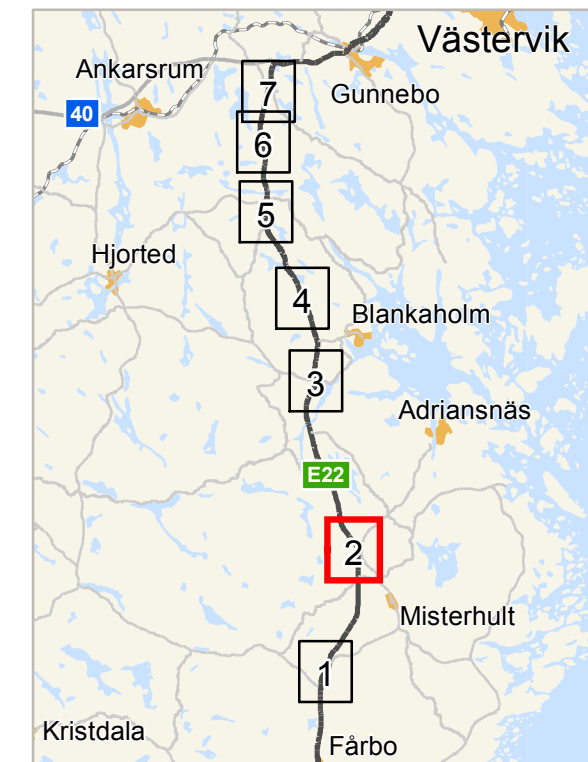 Västervik
Ankarsrum
7
Gunnebo
40
6
5
Hjorted
4
Blankaholm
3
Adriansnäs
E22
2
Misterhult
1
Kristdala
Fårbo